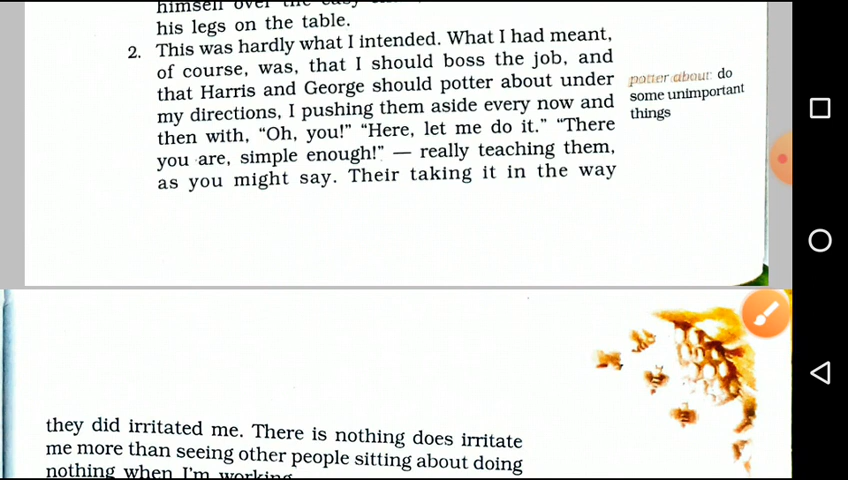 himself over the easy
his legs on the table.
2. This was hardly what I intended. What I had meant,
of course, was, that I should boss the job, and
that Harris and George should potter about under
my directions, I pushing them aside every now and
then with, “Oh, you!” “Here, let me do it.” “There
you are, simple enough!” — really teaching them,
as you might say. Their taking it in the way
potter about: do
some unimportant
things
they did irritated me. There is nothing does irritate
me more than seeing other people sitting about doing
nothing when I'm working.